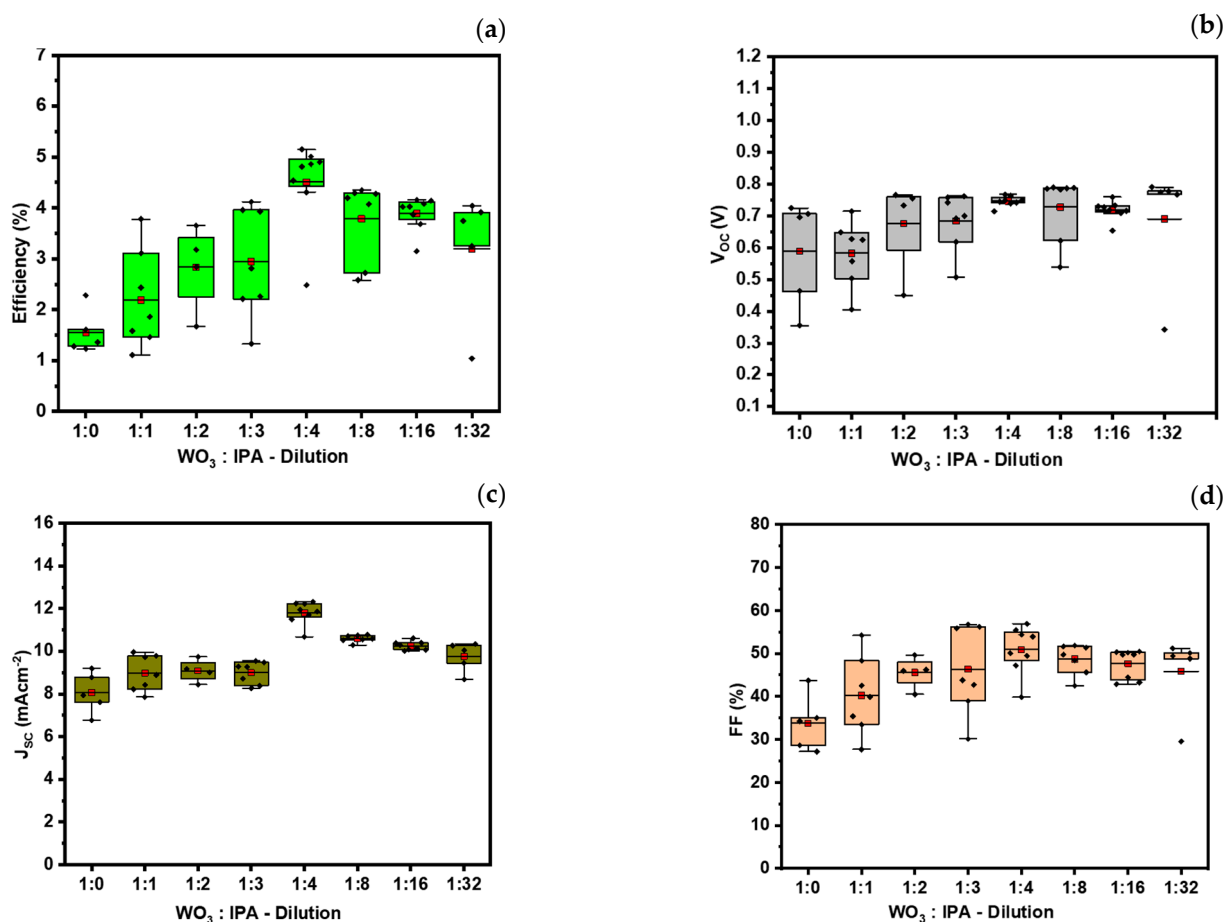 (a)
7
6
5
4
3
2
1
0
Efficiency (%)
1:0 1:1 1:2 1:3 1:4 1:8 1:16 1:32
WO₃ : IPA - Dilution
(b)
1.2
1.1
1.0
0.9
0.8
0.7
0.6
0.5
0.4
0.3
0.2
0.1
V_OC (V)
1:0 1:1 1:2 1:3 1:4 1:8 1:16 1:32
WO₃ : IPA - Dilution
(c)
16
14
12
10
8
6
4
2
0
J_SC (mAcm⁻²)
1:0 1:1 1:2 1:3 1:4 1:8 1:16 1:32
WO₃ : IPA - Dilution
(d)
80
70
60
50
40
30
20
10
0
FF (%)
1:0 1:1 1:2 1:3 1:4 1:8 1:16 1:32
WO₃ : IPA - Dilution